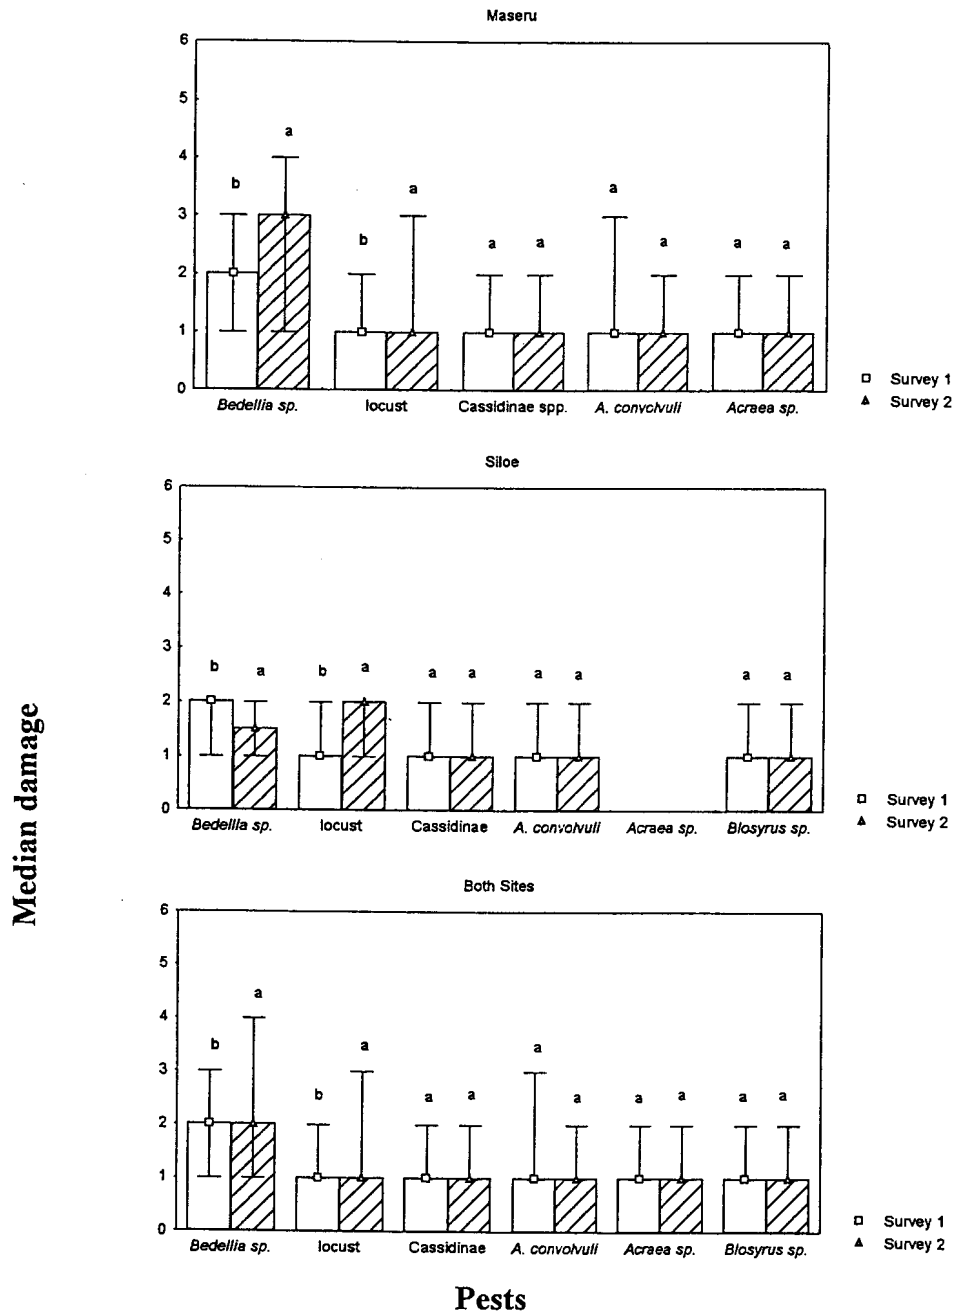 Maseru
6
5
4
3
2
1
0
a
b
a
a
b
a
a
a
a
a
Bedellia sp.
locust
Cassidinae spp.
A. convolvuli
Acraea sp.
Survey 1
Survey 2
Siloe
6
5
4
3
2
1
0
b
a
b
a
a
a
a
a
a
a
Bedellia sp.
locust
Cassidinae
A. convolvuli
Acraea sp.
Blosyrus sp.
Survey 1
Survey 2
Median damage
Both Sites
6
5
4
3
2
1
0
b
a
b
a
a
a
a
a
a
a
a
a
Bedellia sp.
locust
Cassidinae
A. convolvuli
Acraea sp.
Blosyrus sp.
Survey 1
Survey 2
Pests